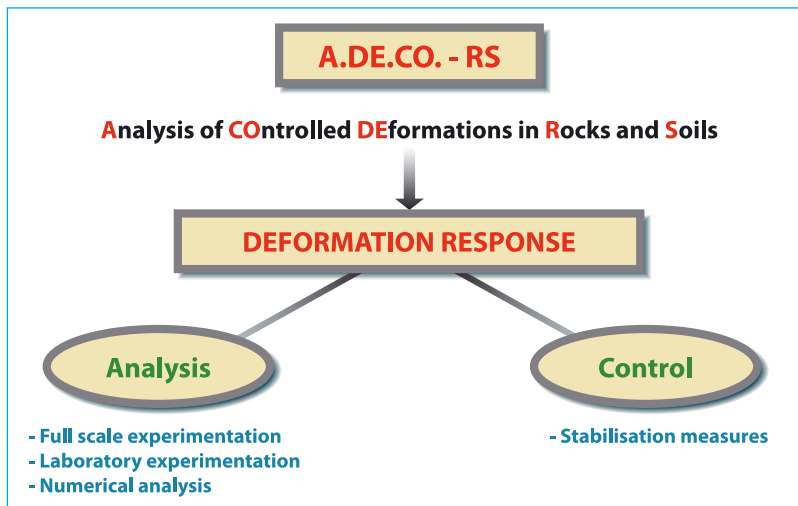 A.DE.CO. - RS
Analysis of COntrolled DEformations in Rocks and Soils
DEFORMATION RESPONSE
Analysis
- Full scale experimentation
- Laboratory experimentation
- Numerical analysis
Control
- Stabilisation measures